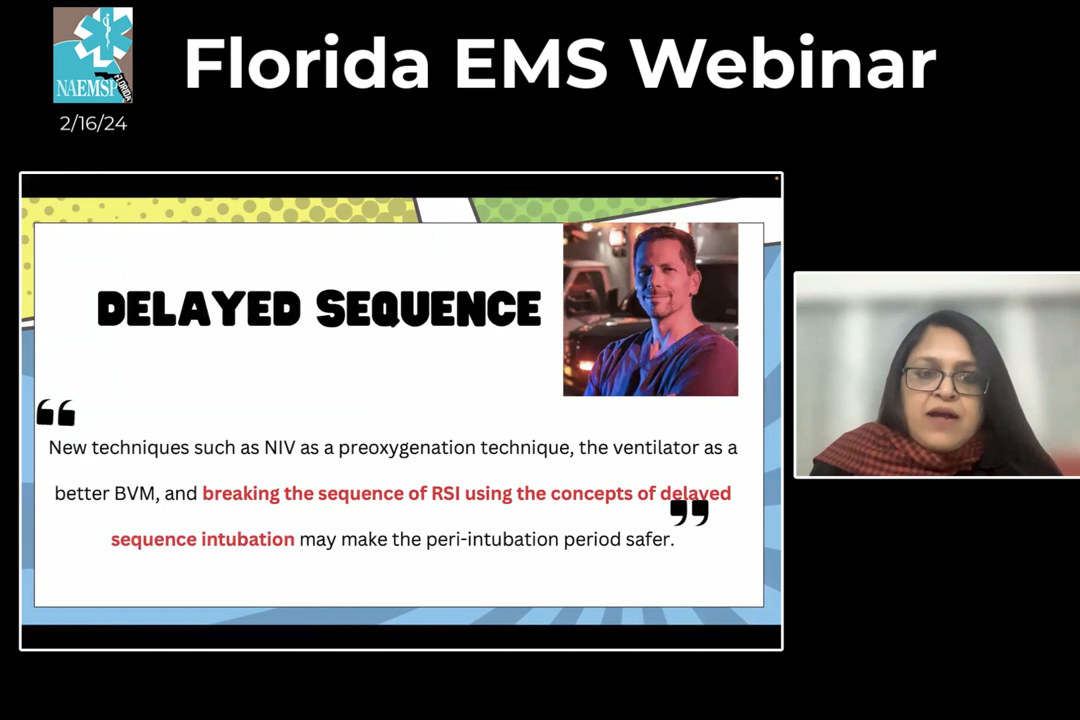 Florida EMS Webinar
NAEMSP
FLORIDA
2/16/24
DELAYED SEQUENCE
“
New techniques such as NIV as a preoxygenation technique, the ventilator as a
better BVM, and breaking the sequence of RSI using the concepts of delayed
”
sequence intubation may make the peri-intubation period safer.